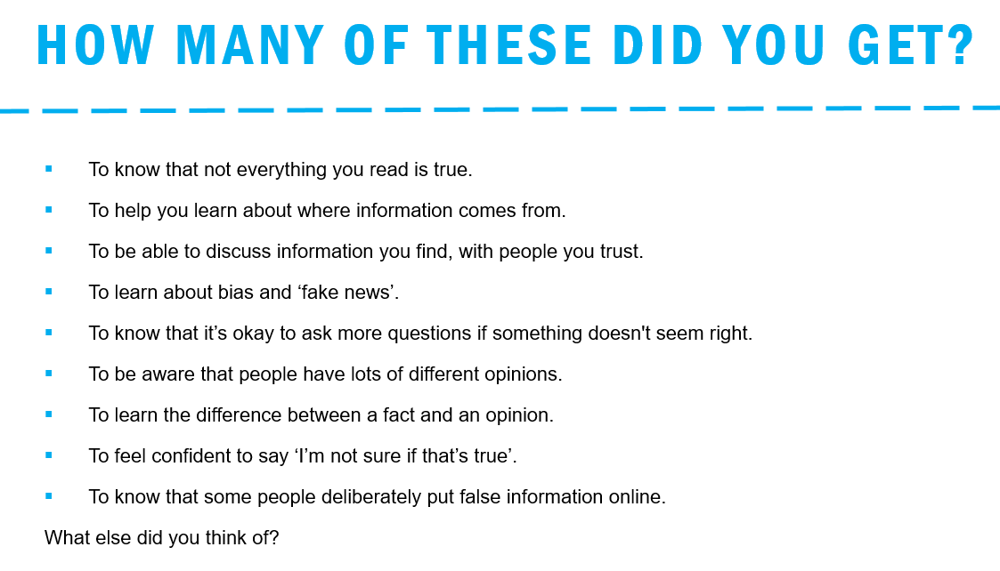 HOW MANY OF THESE DID YOU GET?
▪ To know that not everything you read is true.
▪ To help you learn about where information comes from.
▪ To be able to discuss information you find, with people you trust.
▪ To learn about bias and ‘fake news’.
▪ To know that it’s okay to ask more questions if something doesn't seem right.
▪ To be aware that people have lots of different opinions.
▪ To learn the difference between a fact and an opinion.
▪ To feel confident to say ‘I’m not sure if that’s true’.
▪ To know that some people deliberately put false information online.
What else did you think of?